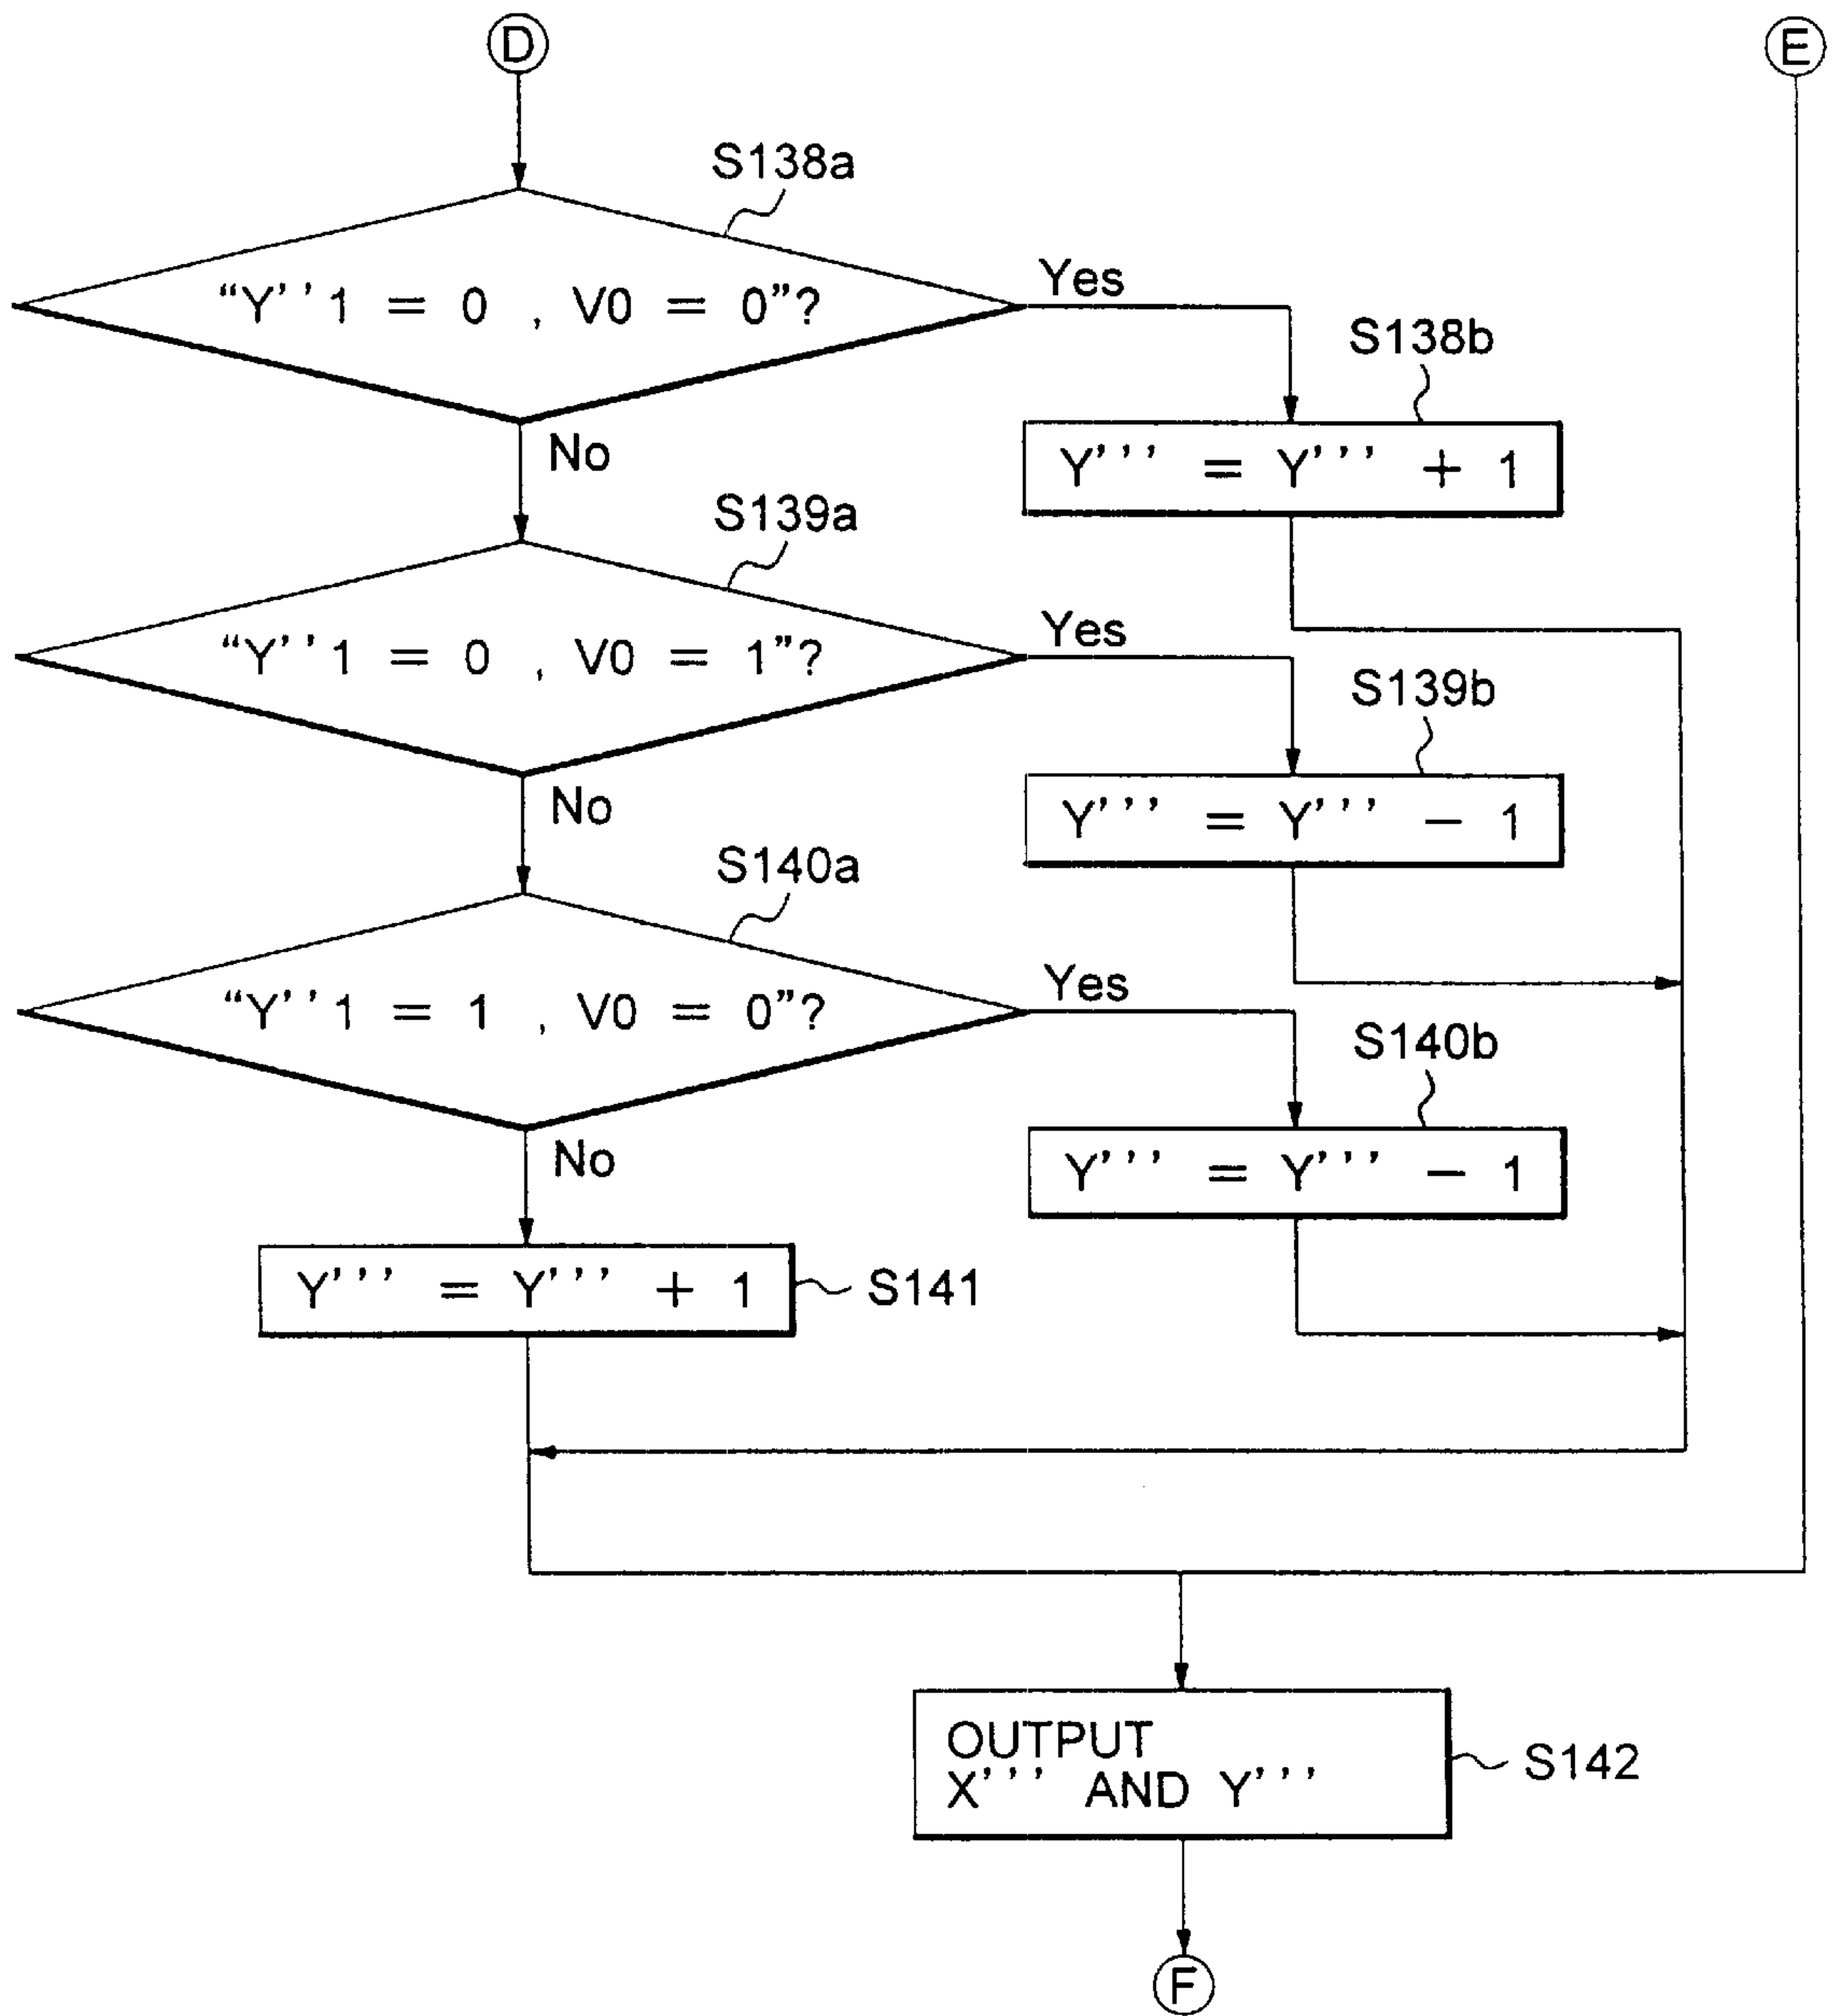 D
E
S138a
“Y''1 = 0 , V0 = 0”?
Yes
S138b
Y''' = Y''' + 1
No
S139a
“Y''1 = 0 , V0 = 1”?
Yes
S139b
Y''' = Y''' − 1
No
S140a
“Y''1 = 1 , V0 = 0”?
Yes
S140b
Y''' = Y''' − 1
No
Y''' = Y''' + 1
S141
OUTPUT
X''' AND Y'''
S142
F